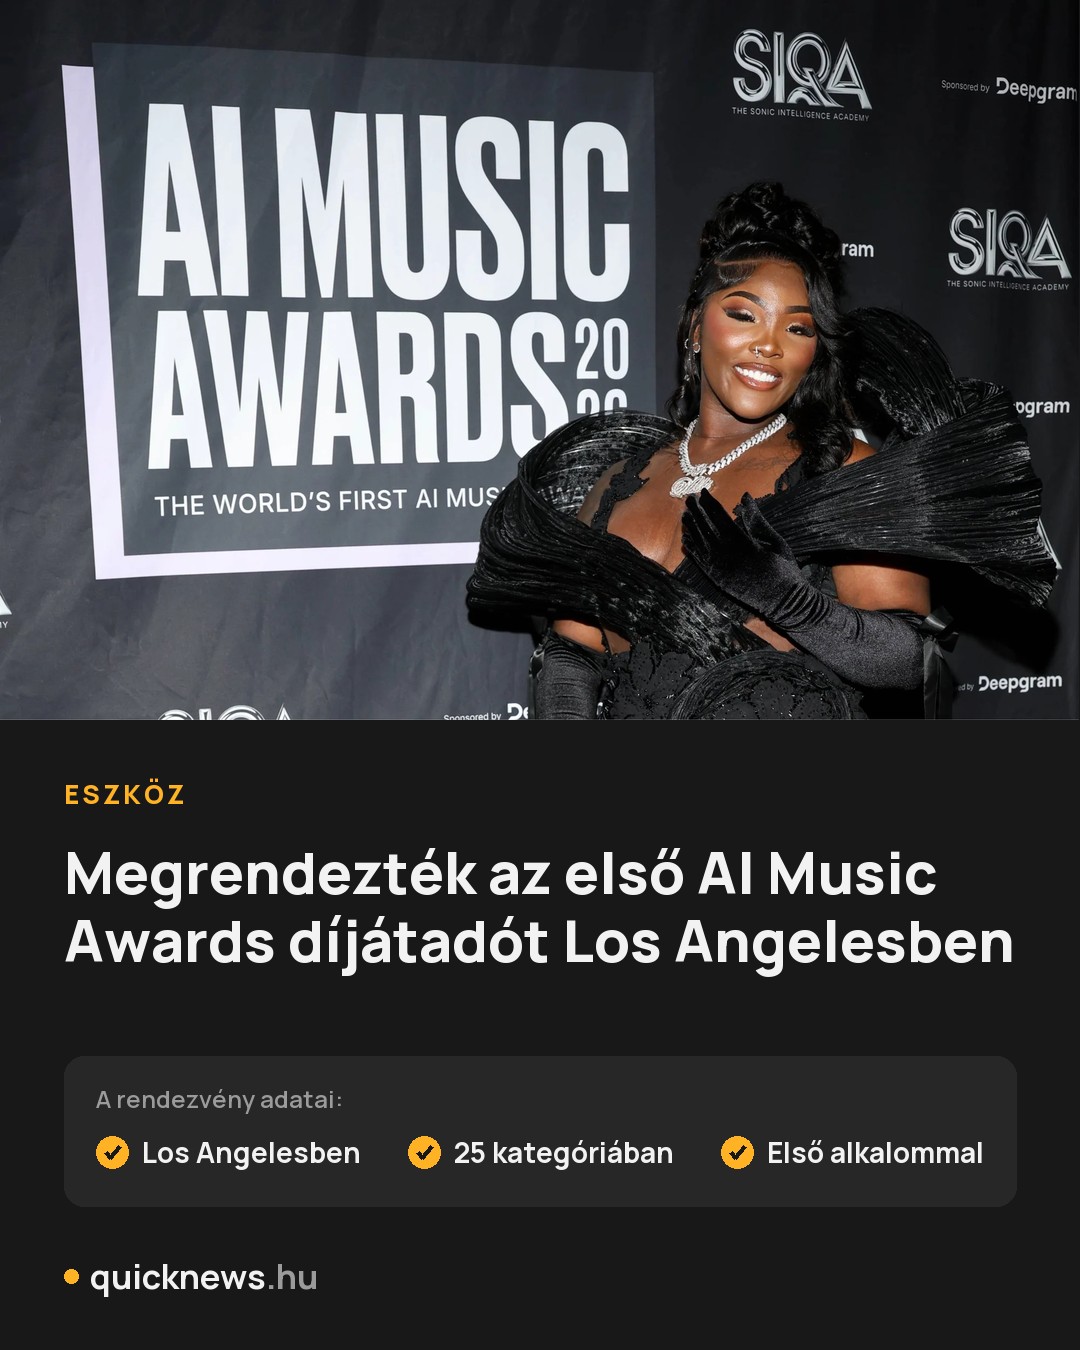 AI MUSIC
AWARDS
20
THE WORLD'S FIRST AI
SIQA
THE SONIC INTELLIGENCE ACADEMY
Sponsored by Deepgram
SIQA
THE SONIC INTELLIGENCE ACADEMY
Deepgram
Sponsored by
ESZKÖZ
Megrendezték az első AI Music
Awards díjátadót Los Angelesben
A rendezvény adatai:
Los Angelesben
25 kategóriában
Első alkalommal
quicknews.hu